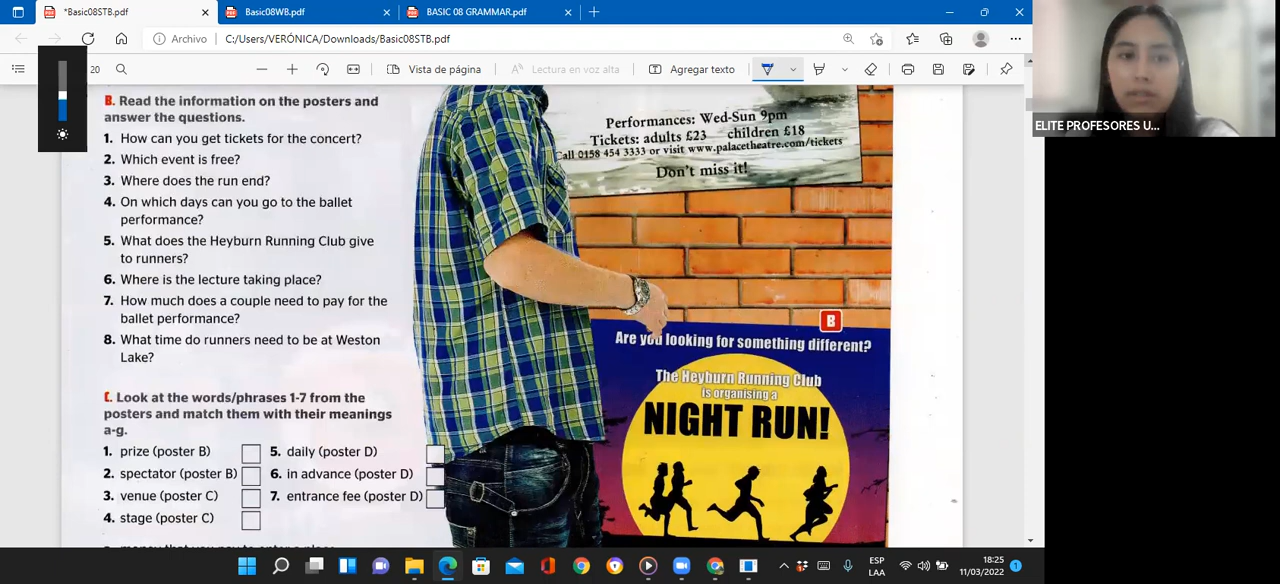 *Basic08STB.pdf
Basic08WB.pdf
BASIC 08 GRAMMAR.pdf
Archivo
C:/Users/VERÓNICA/Downloads/Basic08STB.pdf
20
Vista de página
Lectura en voz alta
Agregar texto
B. Read the information on the posters and
answer the questions.
1. How can you get tickets for the concert?
2. Which event is free?
3. Where does the run end?
4. On which days can you go to the ballet
performance?
5. What does the Heyburn Running Club give
to runners?
6. Where is the lecture taking place?
7. How much does a couple need to pay for the
ballet performance?
8. What time do runners need to be at Weston
Lake?
C. Look at the words/phrases 1-7 from the
posters and match them with their meanings
a-g.
1. prize (poster B)
2. spectator (poster B)
3. venue (poster C)
4. stage (poster C)
5. daily (poster D)
6. in advance (poster D)
7. entrance fee (poster D)
Performances: Wed-Sun 9pm
Tickets: adults £23 children £18
Call 0158 454 3333 or visit www.palacetheatre.com/tickets
Don't miss it!
B
Are you looking for something different?
The Heyburn Running Club
is organising a
NIGHT RUN!
ELITE PROFESORES U...
ESP
LAA
18:25
11/03/2022
1